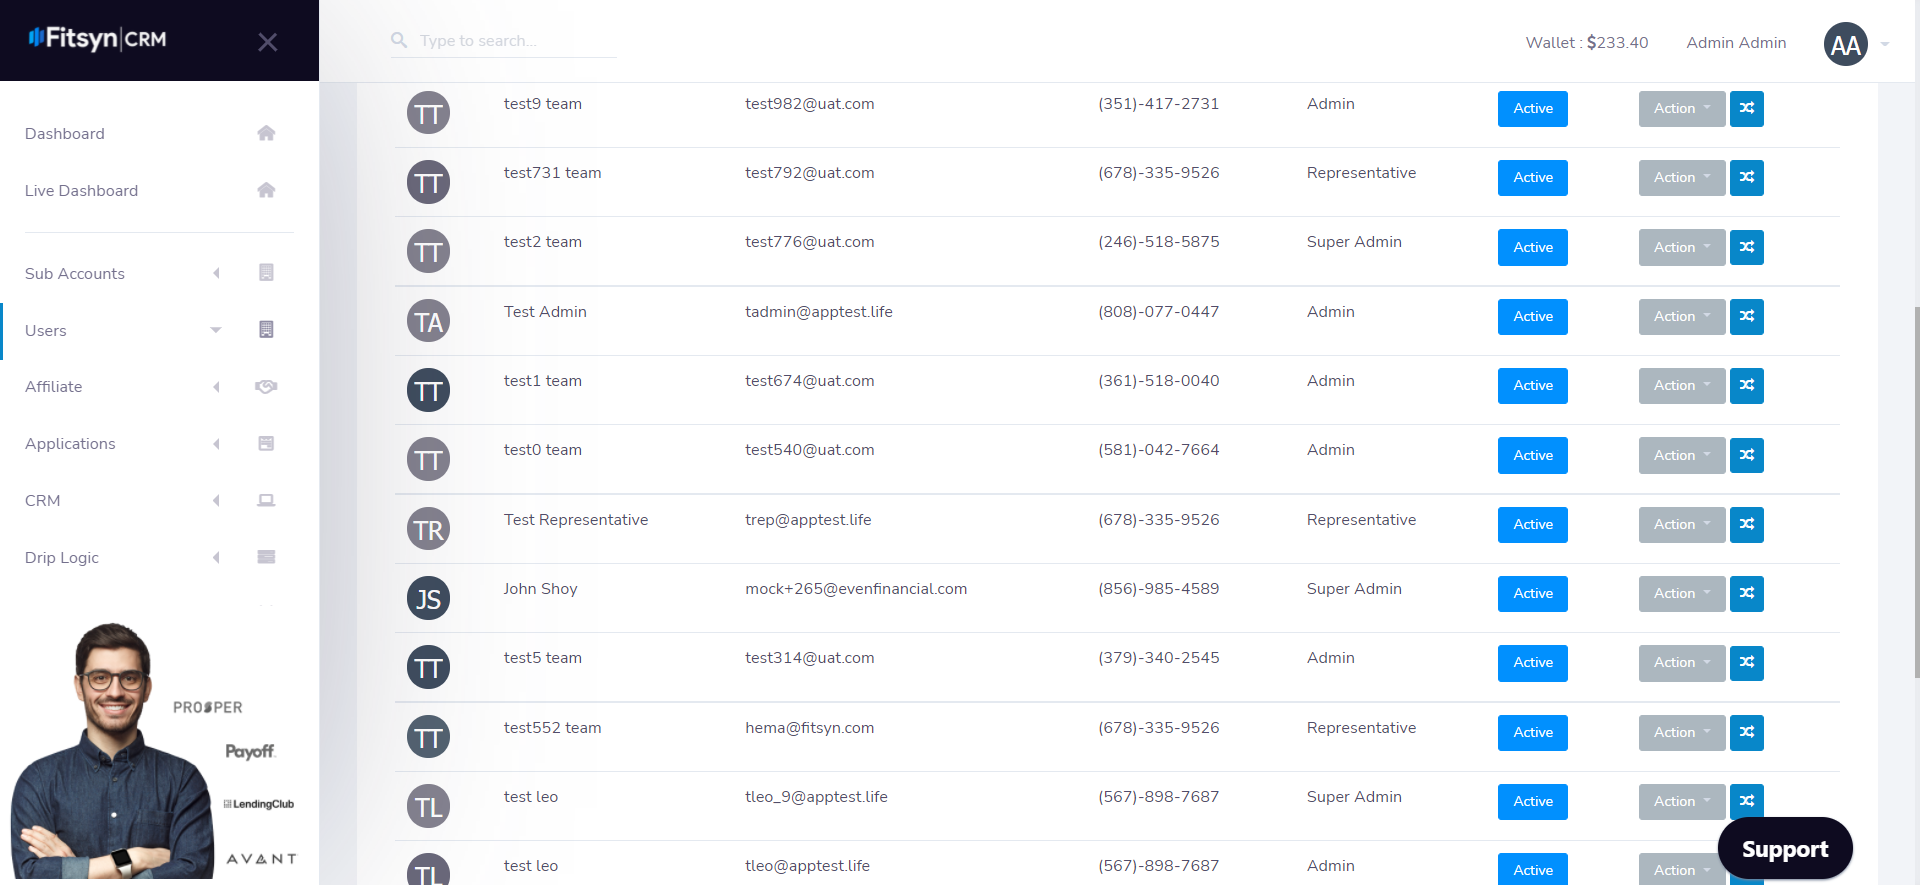 Fitsyn|CRM
Type to search...
Wallet : $233.40
Admin Admin
AA
Dashboard
Live Dashboard
Sub Accounts
Users
Affiliate
Applications
CRM
Drip Logic
PROSPER
Payoff
LendingClub
AVANT
TT test9 team test982@uat.com (351)-417-2731 Admin Active Action
TT test731 team test792@uat.com (678)-335-9526 Representative Active Action
TT test2 team test776@uat.com (246)-518-5875 Super Admin Active Action
TA Test Admin tadmin@apptest.life (808)-077-0447 Admin Active Action
TT test1 team test674@uat.com (361)-518-0040 Admin Active Action
TT test0 team test540@uat.com (581)-042-7664 Admin Active Action
TR Test Representative trep@apptest.life (678)-335-9526 Representative Active Action
JS John Shoy mock+265@evenfinancial.com (856)-985-4589 Super Admin Active Action
TT test5 team test314@uat.com (379)-340-2545 Admin Active Action
TT test552 team hema@fitsyn.com (678)-335-9526 Representative Active Action
TL test leo tleo_9@apptest.life (567)-898-7687 Super Admin Active Action
TL test leo tleo@apptest.life (567)-898-7687 Admin Active Action
Support